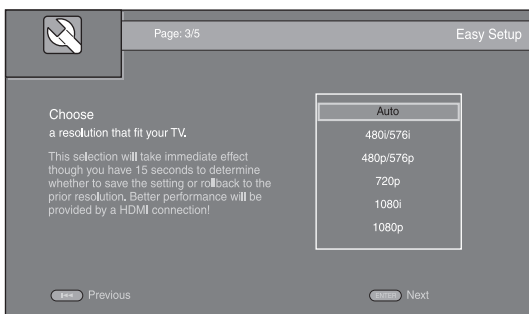 Page: 3/5
Easy Setup
Choose
a resolution that fit your TV.
This selection will take immediate effect
though you have 15 seconds to determine
whether to save the setting or rollback to the
prior resolution. Better performance will be
provided by a HDMI connection!
Auto
480i/576i
480p/576p
720p
1080i
1080p
Previous
ENTER Next